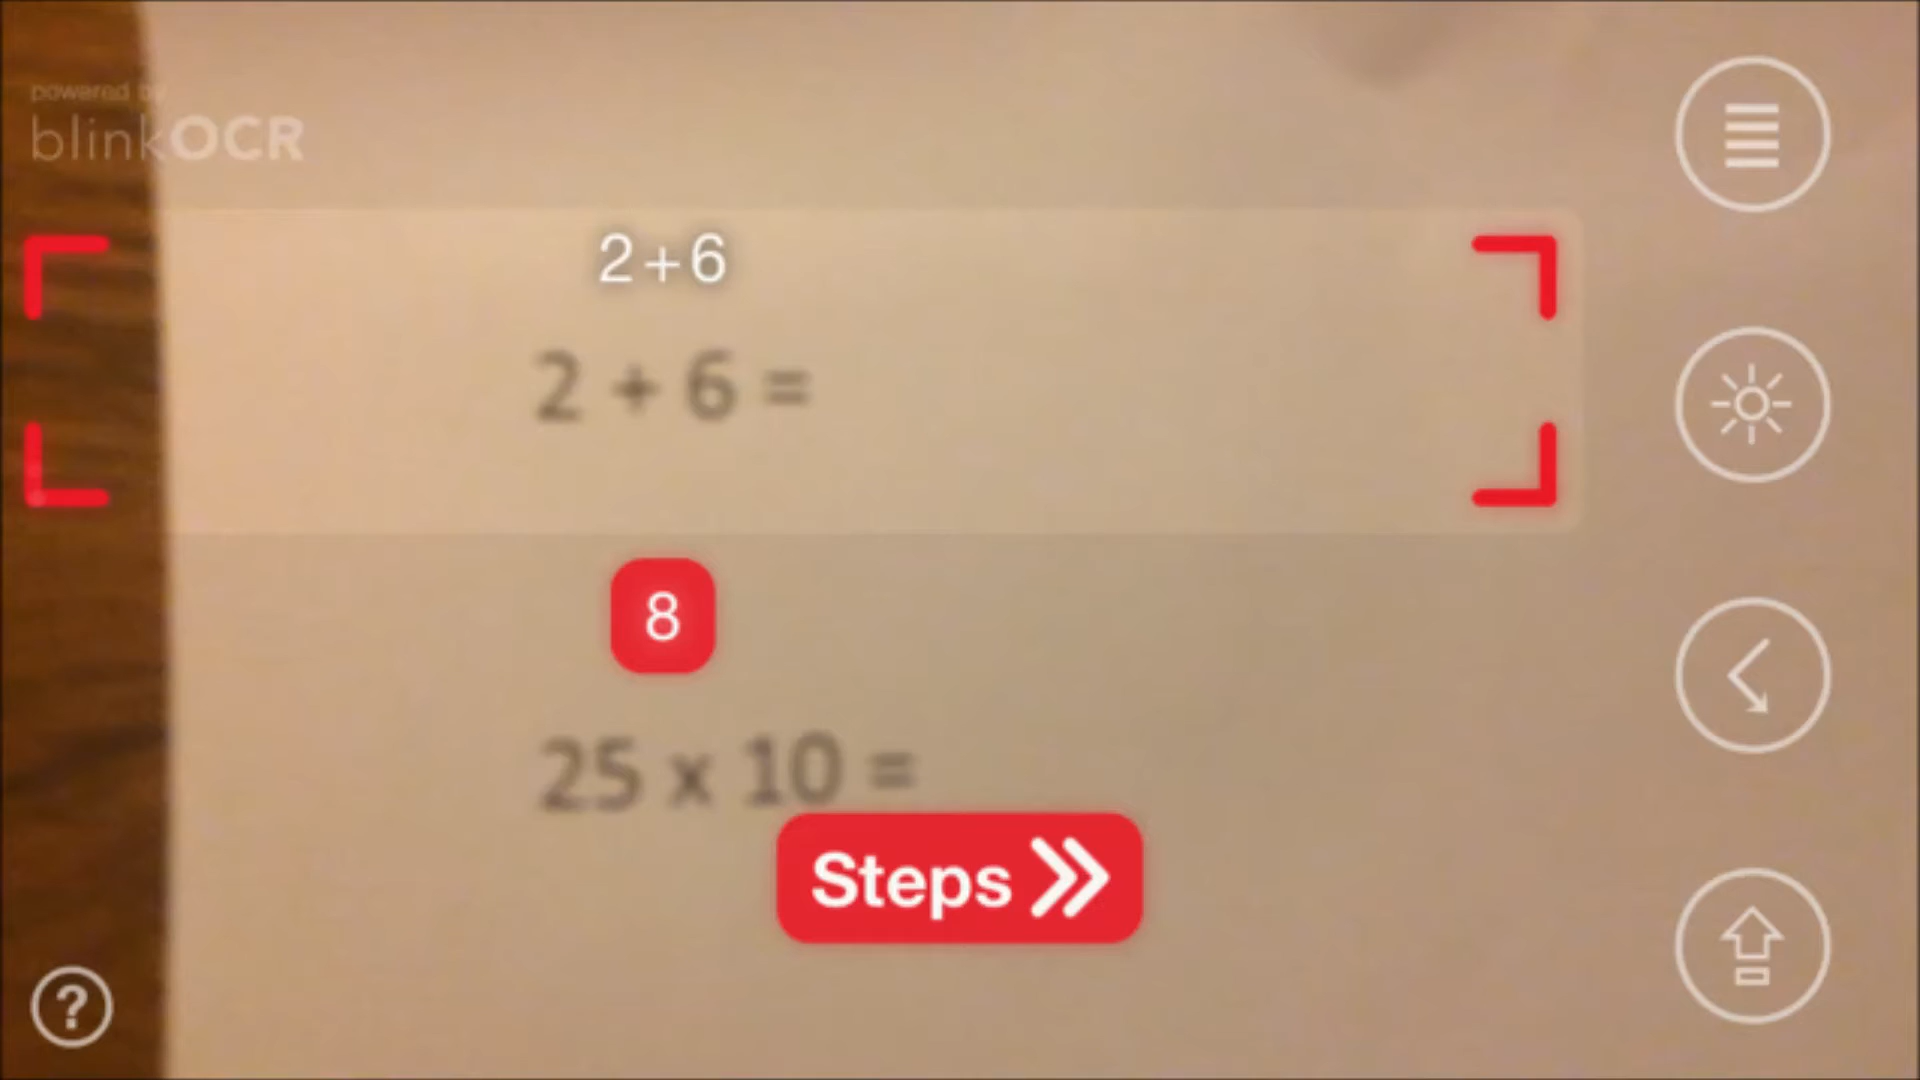 powered by
blinkOCR
2+6
2 + 6 =
8
25 x 10 =
Steps
?